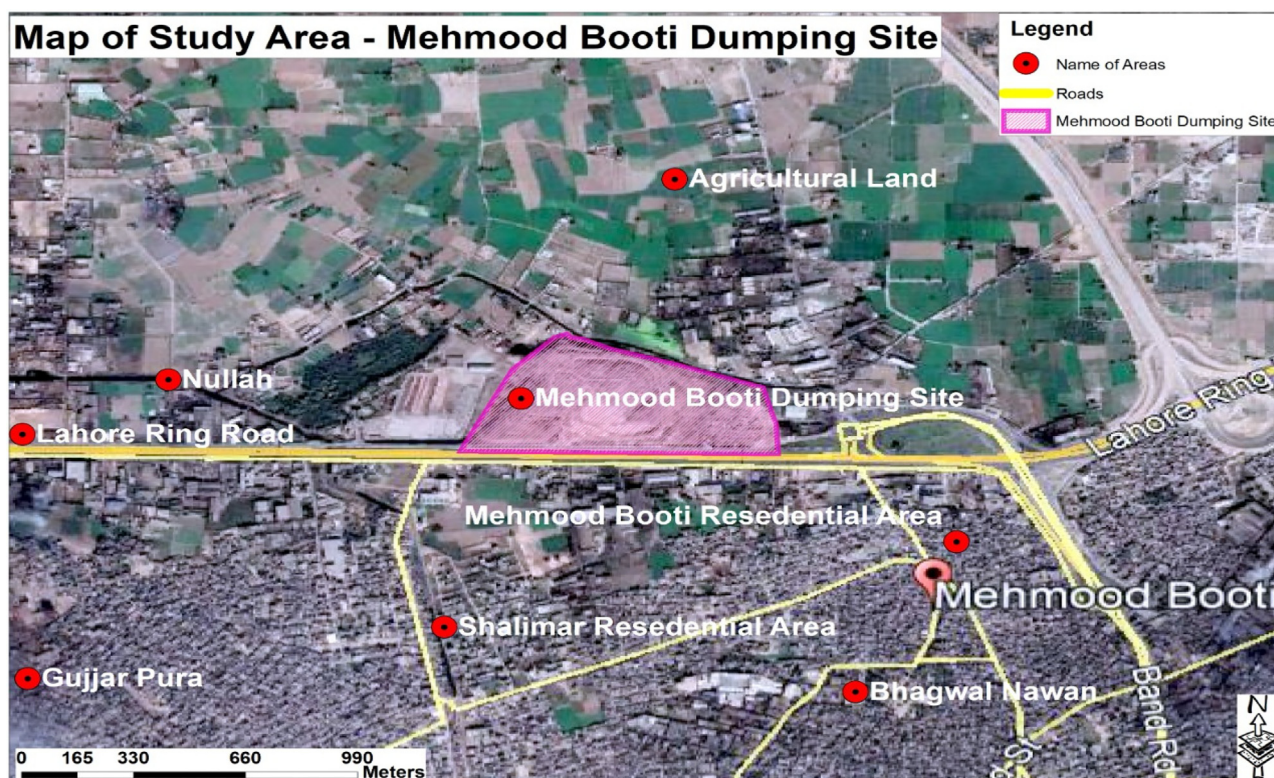 Map of Study Area - Mehmood Booti Dumping Site
Legend
Name of Areas
Roads
Mehmood Booti Dumping Site
Agricultural Land
Nullah
Mehmood Booti Dumping Site
Lahore Ring Road
Lahore Ring
Mehmood Booti Resedential Area
Mehmood Booti
Shalimar Resedential Area
Gujjar Pura
Bhagwal Nawan
Band Rd
St
N
0 165 330 660 990
Meters